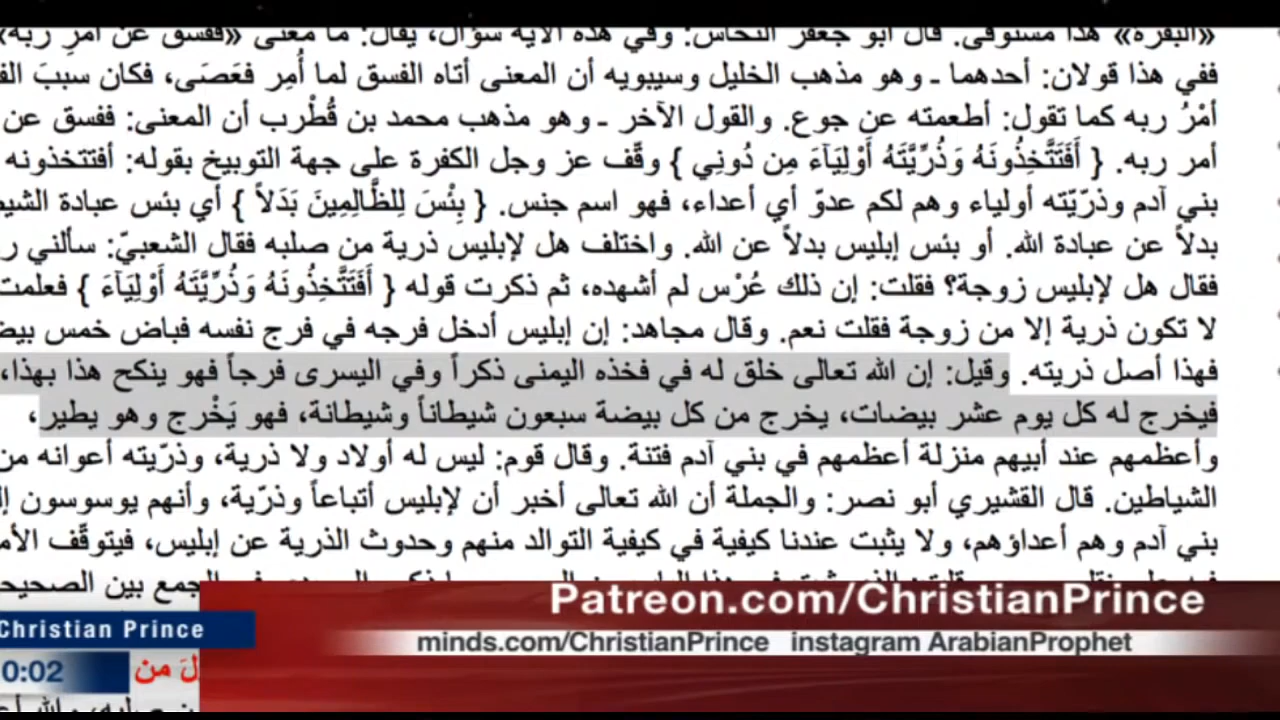 «البقرة» هذا مستوفى. قال أبو جعفر النحاس: وفي هذه الآية سؤال، يقال: ما معنى «ففسق عن أمر ربه»
ففي هذا قولان: أحدهما ـ وهو مذهب الخليل وسيبويه أن المعنى أتاه الفسق لما أُمِر فعَصَى، فكان سببَ
أمْرُ ربه كما تقول: أطعمته عن جوع. والقول الآخر ـ وهو مذهب محمد بن قُطْرب أن المعنى: ففسق عن
أمر ربه. { أَفَتَتَّخِذُونَهُ وَذُرِّيَّتَهُ أَوْلِيَآءَ مِن دُونِي } وقّف عز وجل الكفرة على جهة التوبيخ بقوله: أفتتخذونه
بني آدم وذرّيّته أولياء وهم لكم عدوّ أي أعداء، فهو اسم جنس. { بِئْسَ لِلظَّالِمِينَ بَدَلاً } أي بئس عبادة
بدلاً عن عبادة الله. أو بئس إبليس بدلاً عن الله. واختلف هل لإبليس ذرية من صلبه فقال الشعبيّ: سألني
فقال هل لإبليس زوجة؟ فقلت: إن ذلك عُرْس لم أشهده، ثم ذكرت قوله { أَفَتَتَّخِذُونَهُ وَذُرِّيَّتَهُ أَوْلِيَآءَ } فعلمت
لا تكون ذرية إلا من زوجة فقلت نعم. وقال مجاهد: إن إبليس أدخل فرجه في فرج نفسه فباض خمس
فهذا أصل ذريته. وقيل: إن الله تعالى خلق له في فخذه اليمنى ذكراً وفي اليسرى فرجاً فهو ينكح هذا بهذا،
فيخرج له كل يوم عشر بيضات، يخرج من كل بيضة سبعون شيطاناً وشيطانة، فهو يَخْرج وهو يطير،
وأعظمهم عند أبيهم منزلة أعظمهم في بني آدم فتنة. وقال قوم: ليس له أولاد ولا ذرية، وذرّيته أعوانه من
الشياطين. قال القشيري أبو نصر: والجملة أن الله تعالى أخبر أن لإبليس أتباعاً وذرّية، وأنهم يوسوسون
بني آدم وهم أعداؤهم، ولا يثبت عندنا كيفية في كيفية التوالد منهم وحدوث الذرية عن إبليس، فيتوقّف
الجمع بين
Patreon.com/ChristianPrince
Christian Prince
minds.com/ChristianPrince instagram ArabianProphet
0:02
من